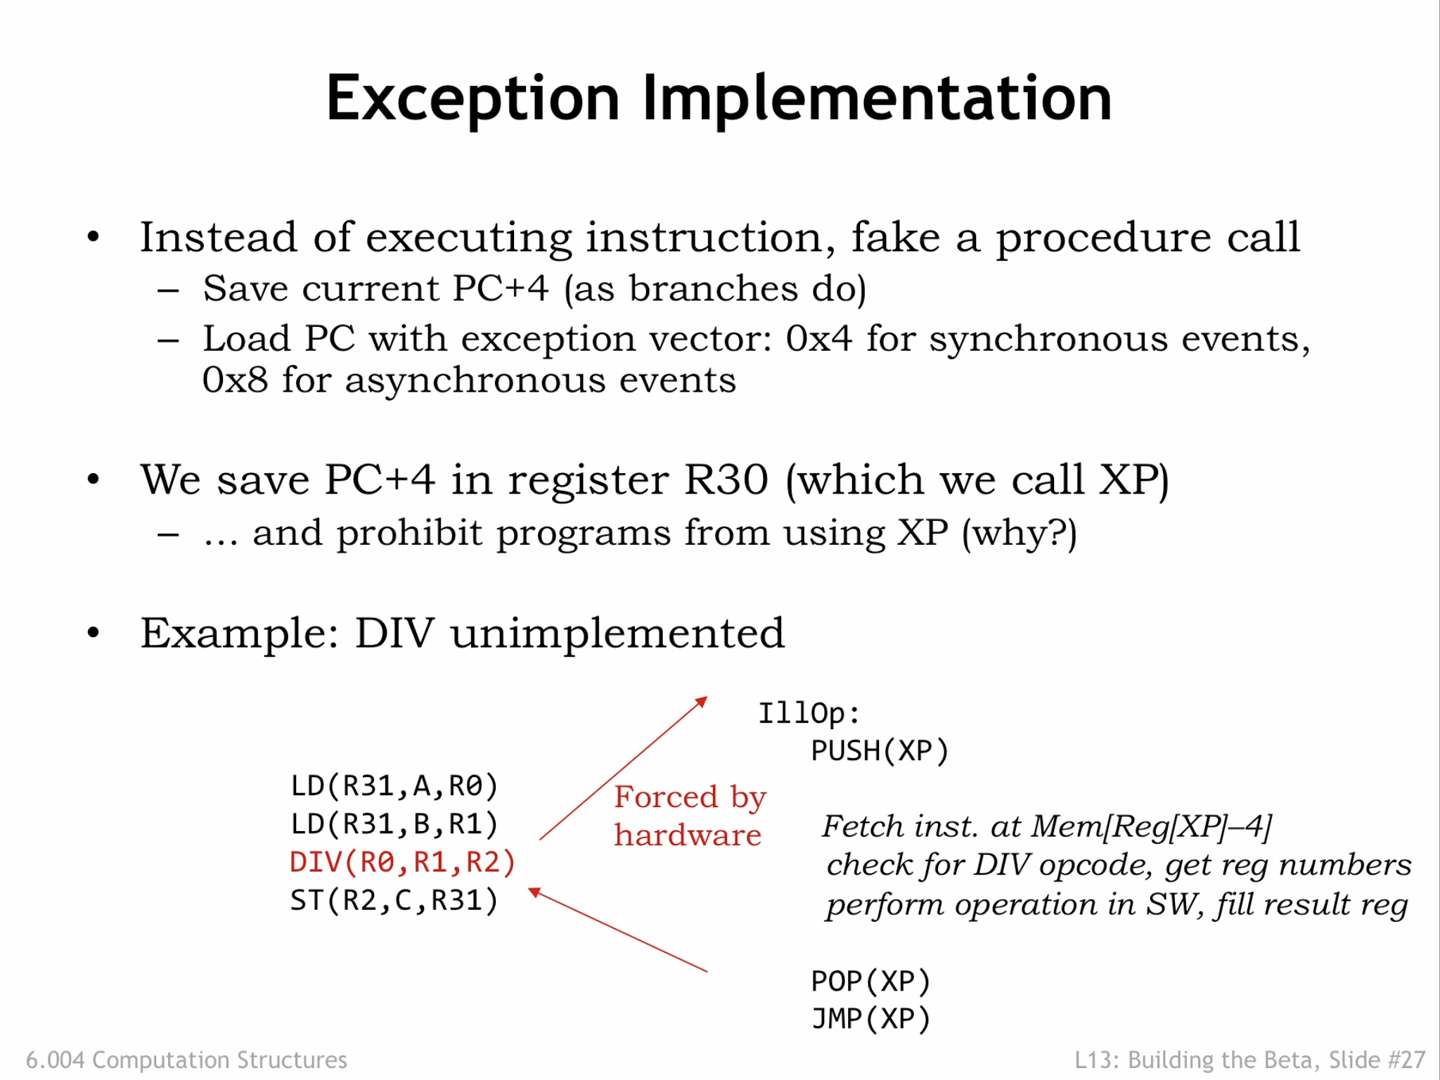 Exception Implementation
• Instead of executing instruction, fake a procedure call
– Save current PC+4 (as branches do)
– Load PC with exception vector: 0x4 for synchronous events,
0x8 for asynchronous events
• We save PC+4 in register R30 (which we call XP)
– … and prohibit programs from using XP (why?)
• Example: DIV unimplemented
LD(R31,A,R0)
LD(R31,B,R1)
DIV(R0,R1,R2)
ST(R2,C,R31)
Forced by
hardware
IllOp:
PUSH(XP)
Fetch inst. at Mem[Reg[XP]–4]
check for DIV opcode, get reg numbers
perform operation in SW, fill result reg
POP(XP)
JMP(XP)
6.004 Computation Structures
L13: Building the Beta, Slide #27